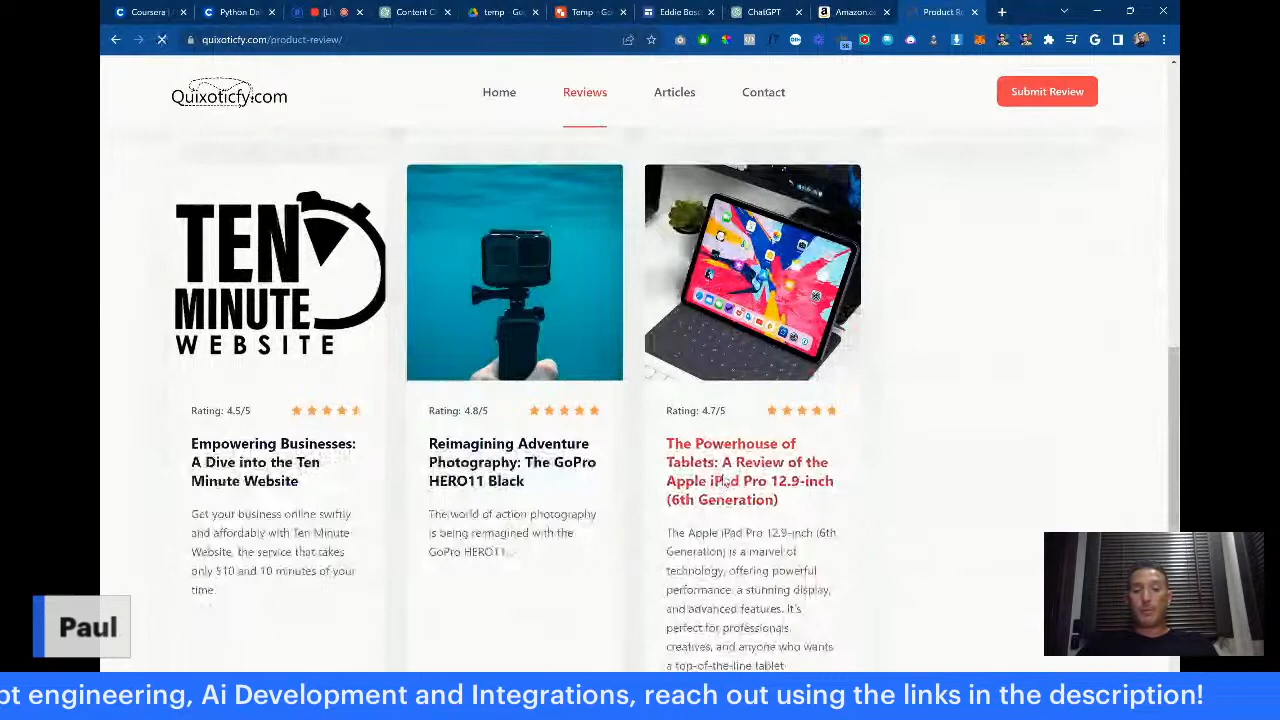 Coursera
Python Da
Content C
temp - Go
Temp - Go
Eddie Bos
ChatGPT
Amazon.c
Product Re
quixoticfy.com/product-review/
36
Quixoticfy.com
Home
Reviews
Articles
Contact
Submit Review
TEN
MINUTE
WEBSITE
Rating: 4.5/5
Empowering Businesses:
A Dive into the Ten
Minute Website
Get your business online swiftly
and affordably with Ten Minute
Website, the service that takes
only $10 and 10 minutes of your
time.
Rating: 4.8/5
Reimagining Adventure
Photography: The GoPro
HERO11 Black
The world of action photography
is being reimagined with the
GoPro HERO11
Rating: 4.7/5
The Powerhouse of
Tablets: A Review of the
Apple iPad Pro 12.9-inch
(6th Generation)
The Apple iPad Pro 12.9-inch (6th
Generation) is a marvel of
technology, offering powerful
performance, a stunning display,
and advanced features. It's
perfect for professionals,
creatives, and anyone who wants
a top-of-the-line tablet
Paul
pt engineering, Ai Development and Integrations, reach out using the links in the description!